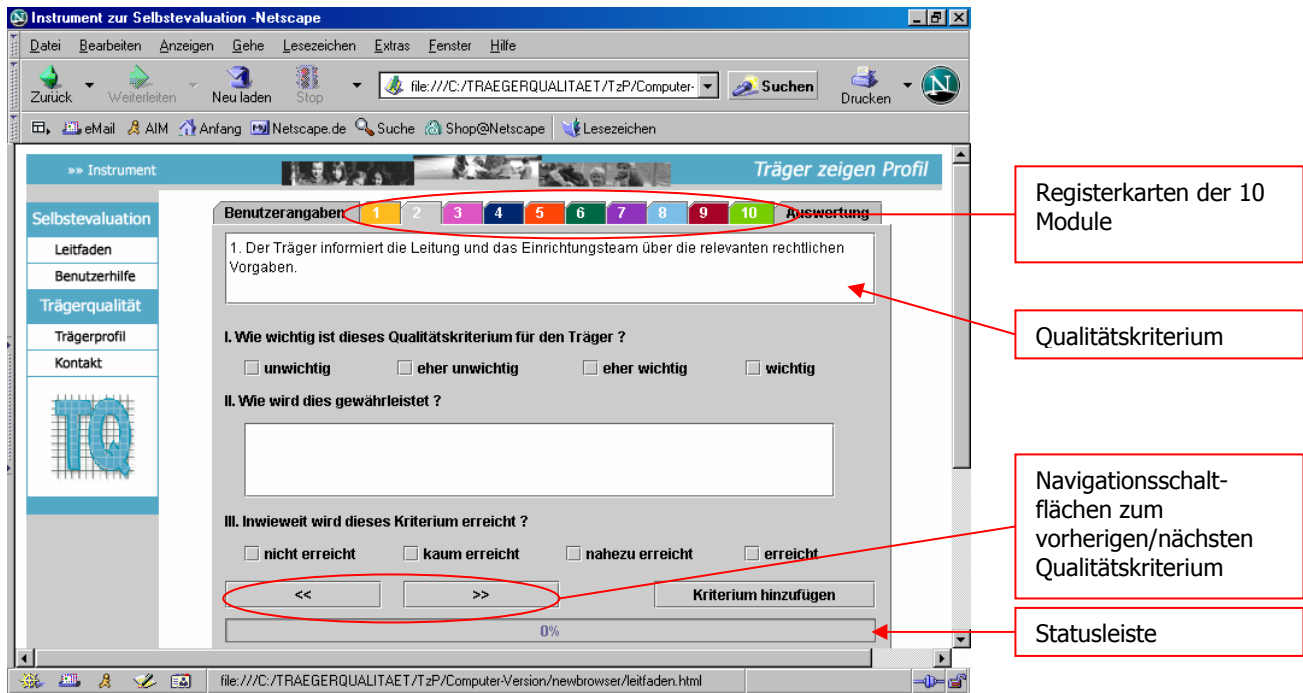 Instrument zur Selbstevaluation -Netscape
Datei Bearbeiten Anzeigen Gehe Lesezeichen Extras Fenster Hilfe
Zurück Weiterleiten Neu laden Stop file:///C:/TRAEGERQUALITAET/TzP/Computer- Suchen Drucken N
eMail AIM Anfang Netscape.de Suche Shop@Netscape Lesezeichen
»» Instrument Träger zeigen Profil
Selbstevaluation
Leitfaden
Benutzerhilfe
Trägerqualität
Trägerprofil
Kontakt
TQ
Benutzerangaben 1 2 3 4 5 6 7 8 9 10 Auswertung
1. Der Träger informiert die Leitung und das Einrichtungsteam über die relevanten rechtlichen
Vorgaben.
I. Wie wichtig ist dieses Qualitätskriterium für den Träger ?
unwichtig eher unwichtig eher wichtig wichtig
II. Wie wird dies gewährleistet ?
III. Inwieweit wird dieses Kriterium erreicht ?
nicht erreicht kaum erreicht nahezu erreicht erreicht
<< >> Kriterium hinzufügen
0%
file:///C:/TRAEGERQUALITAET/TzP/Computer-Version/newbrowser/leitfaden.html
Registerkarten der 10
Module
Qualitätskriterium
Navigationsschalt-
flächen zum
vorherigen/nächsten
Qualitätskriterium
Statusleiste